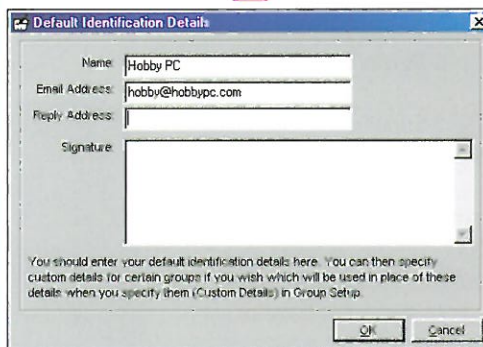 Default Identification Details
Name: Hobby PC
Email Address: hobby@hobbypc.com
Reply Address:
Signature:
You should enter your default identification details here. You can then specify
custom details for certain groups if you wish which will be used in place of these
details when you specify them (Custom Details) in Group Setup.
OK Cancel